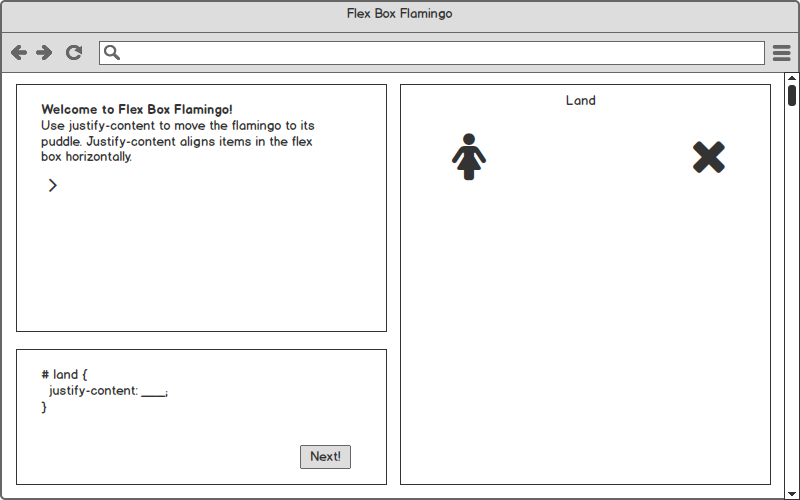 Flex Box Flamingo
Welcome to Flex Box Flamingo!
Use justify-content to move the flamingo to its
puddle. Justify-content aligns items in the flex
box horizontally.
# land {
justify-content: ____;
}
Next!
Land